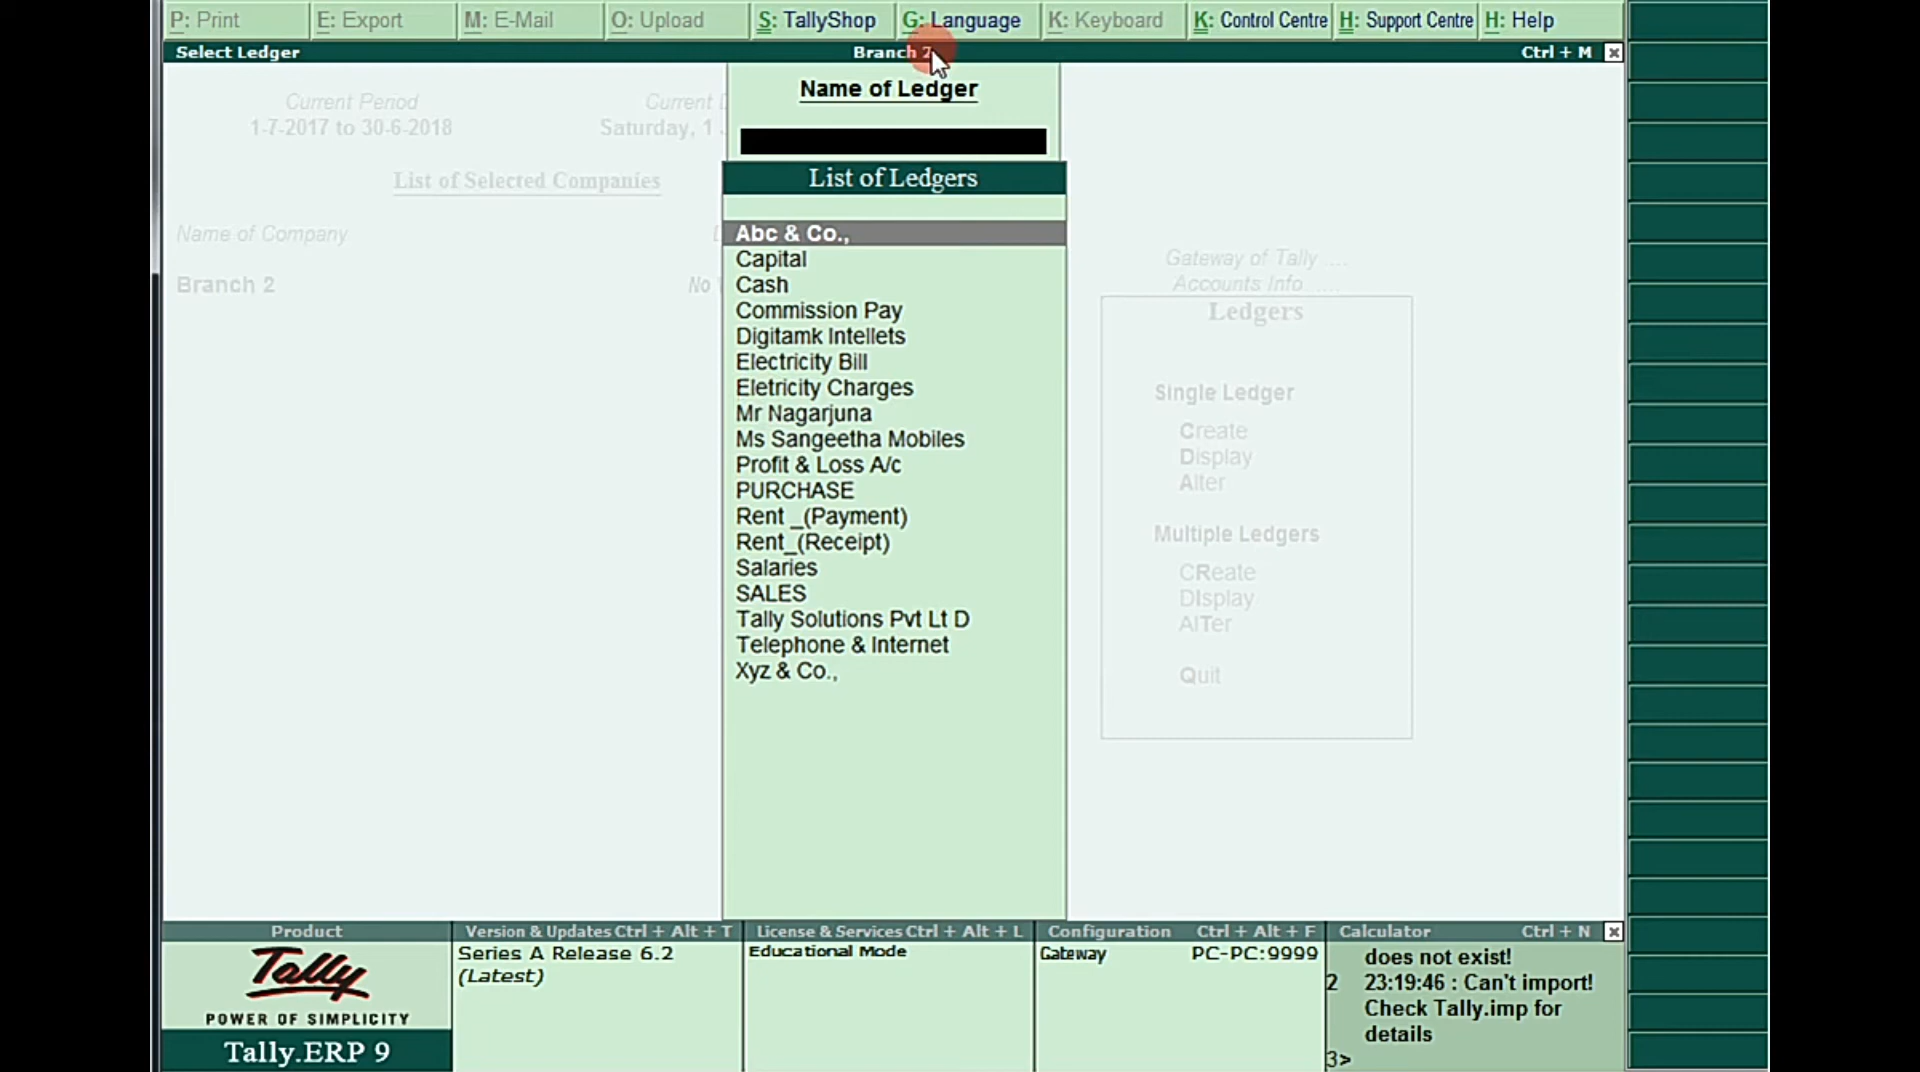 P: Print E: Export M: E-Mail O: Upload S: TallyShop G: Language K: Keyboard K: Control Centre H: Support Centre H: Help
Select Ledger Branch 2 Ctrl + M
Name of Ledger
Current Period
1-7-2017 to 30-6-2018
Saturday, 1
List of Selected Companies
Name of Company
Branch 2
No
List of Ledgers
Abc & Co.,
Capital
Cash
Commission Pay
Digitamk Intellets
Electricity Bill
Eletricity Charges
Mr Nagarjuna
Ms Sangeetha Mobiles
Profit & Loss A/c
PURCHASE
Rent _(Payment)
Rent_(Receipt)
Salaries
SALES
Tally Solutions Pvt Lt D
Telephone & Internet
Xyz & Co.,
Gateway of Tally ....
Accounts Info. ....
Ledgers
Single Ledger
Create
Display
Alter
Multiple Ledgers
CReate
DIsplay
AlTer
Quit
Product
Tally
POWER OF SIMPLICITY
Tally.ERP 9
Version & Updates Ctrl + Alt + T
Series A Release 6.2
(Latest)
License & Services Ctrl + Alt + L
Educational Mode
Configuration Ctrl + Alt + F
Gateway PC-PC:9999
Calculator Ctrl + N
does not exist!
2 23:19:46 : Can't import!
Check Tally.imp for
details
3>